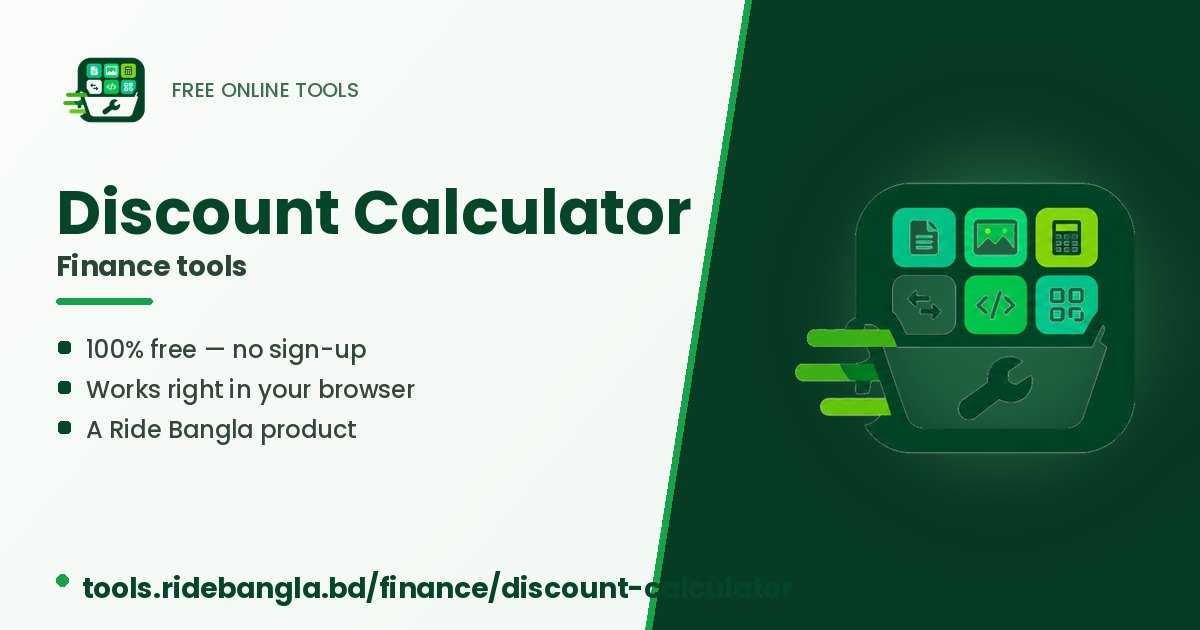 FREE ONLINE TOOLS
Discount Calculator
Finance tools
100% free — no sign-up
Works right in your browser
A Ride Bangla product
tools.ridebangla.bd/finance/discount-calculator